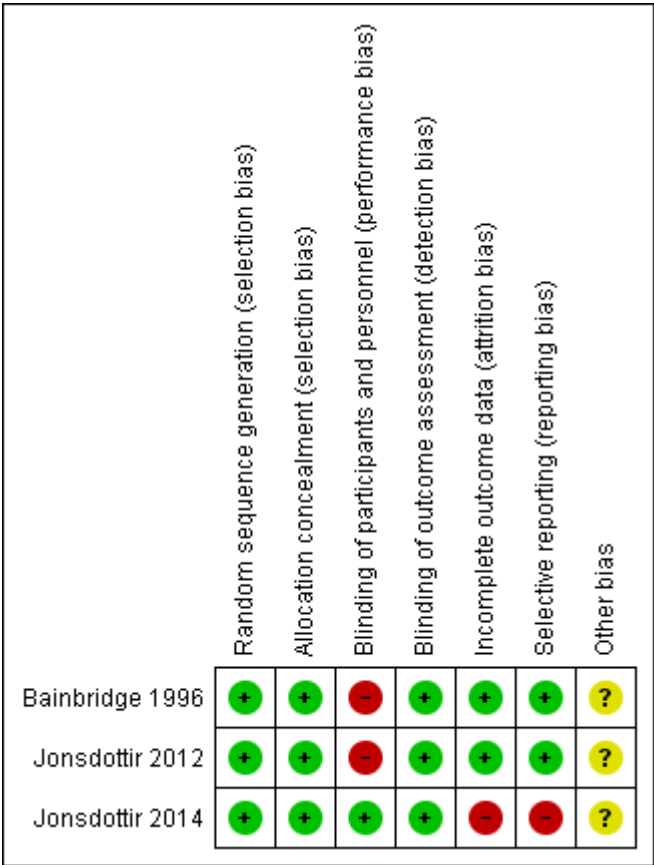 Random sequence generation (selection bias)
Allocation concealment (selection bias)
Blinding of participants and personnel (performance bias)
Blinding of outcome assessment (detection bias)
Incomplete outcome data (attrition bias)
Selective reporting (reporting bias)
Other bias
Bainbridge 1996 + + - + + + ?
Jonsdottir 2012 + + - + + + ?
Jonsdottir 2014 + + + + - - ?